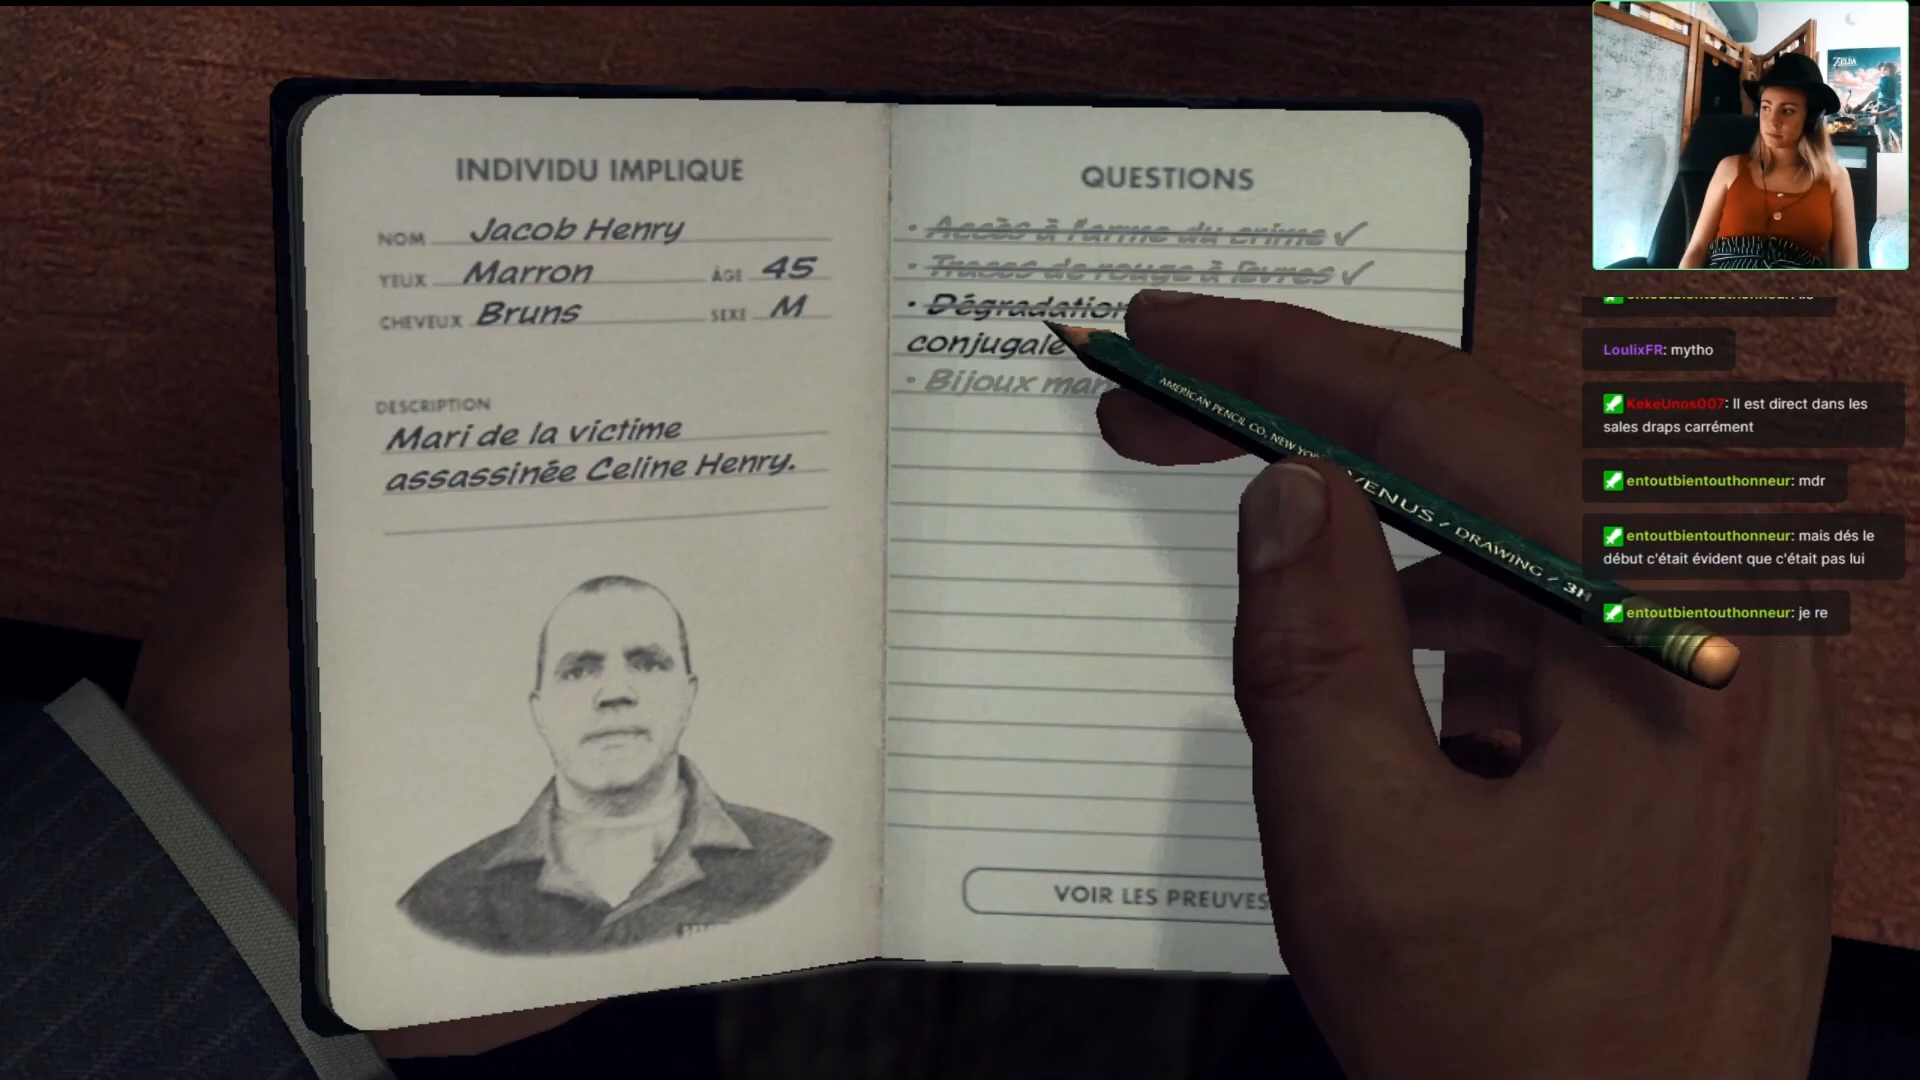 INDIVIDU IMPLIQUE
NOM Jacob Henry
YEUX Marron ÂGE 45
CHEVEUX Bruns SEXE M
DESCRIPTION
Mari de la victime
assassinée Celine Henry.
QUESTIONS
• Accès à l'arme du crime ✓
• Traces de rouge à lèvres ✓
• Dégradation
conjugale
• Bijoux
VOIR LES PREUVES
AMERICAN PENCIL CO. NEW YORK
VENUS / DRAWING / 3H
ZELDA
LoulixFR: mytho
KekeUnos007: Il est direct dans les
sales draps carrément
entoutbientouthonneur: mdr
entoutbientouthonneur: mais dés le
début c'était évident que c'était pas lui
entoutbientouthonneur: je re